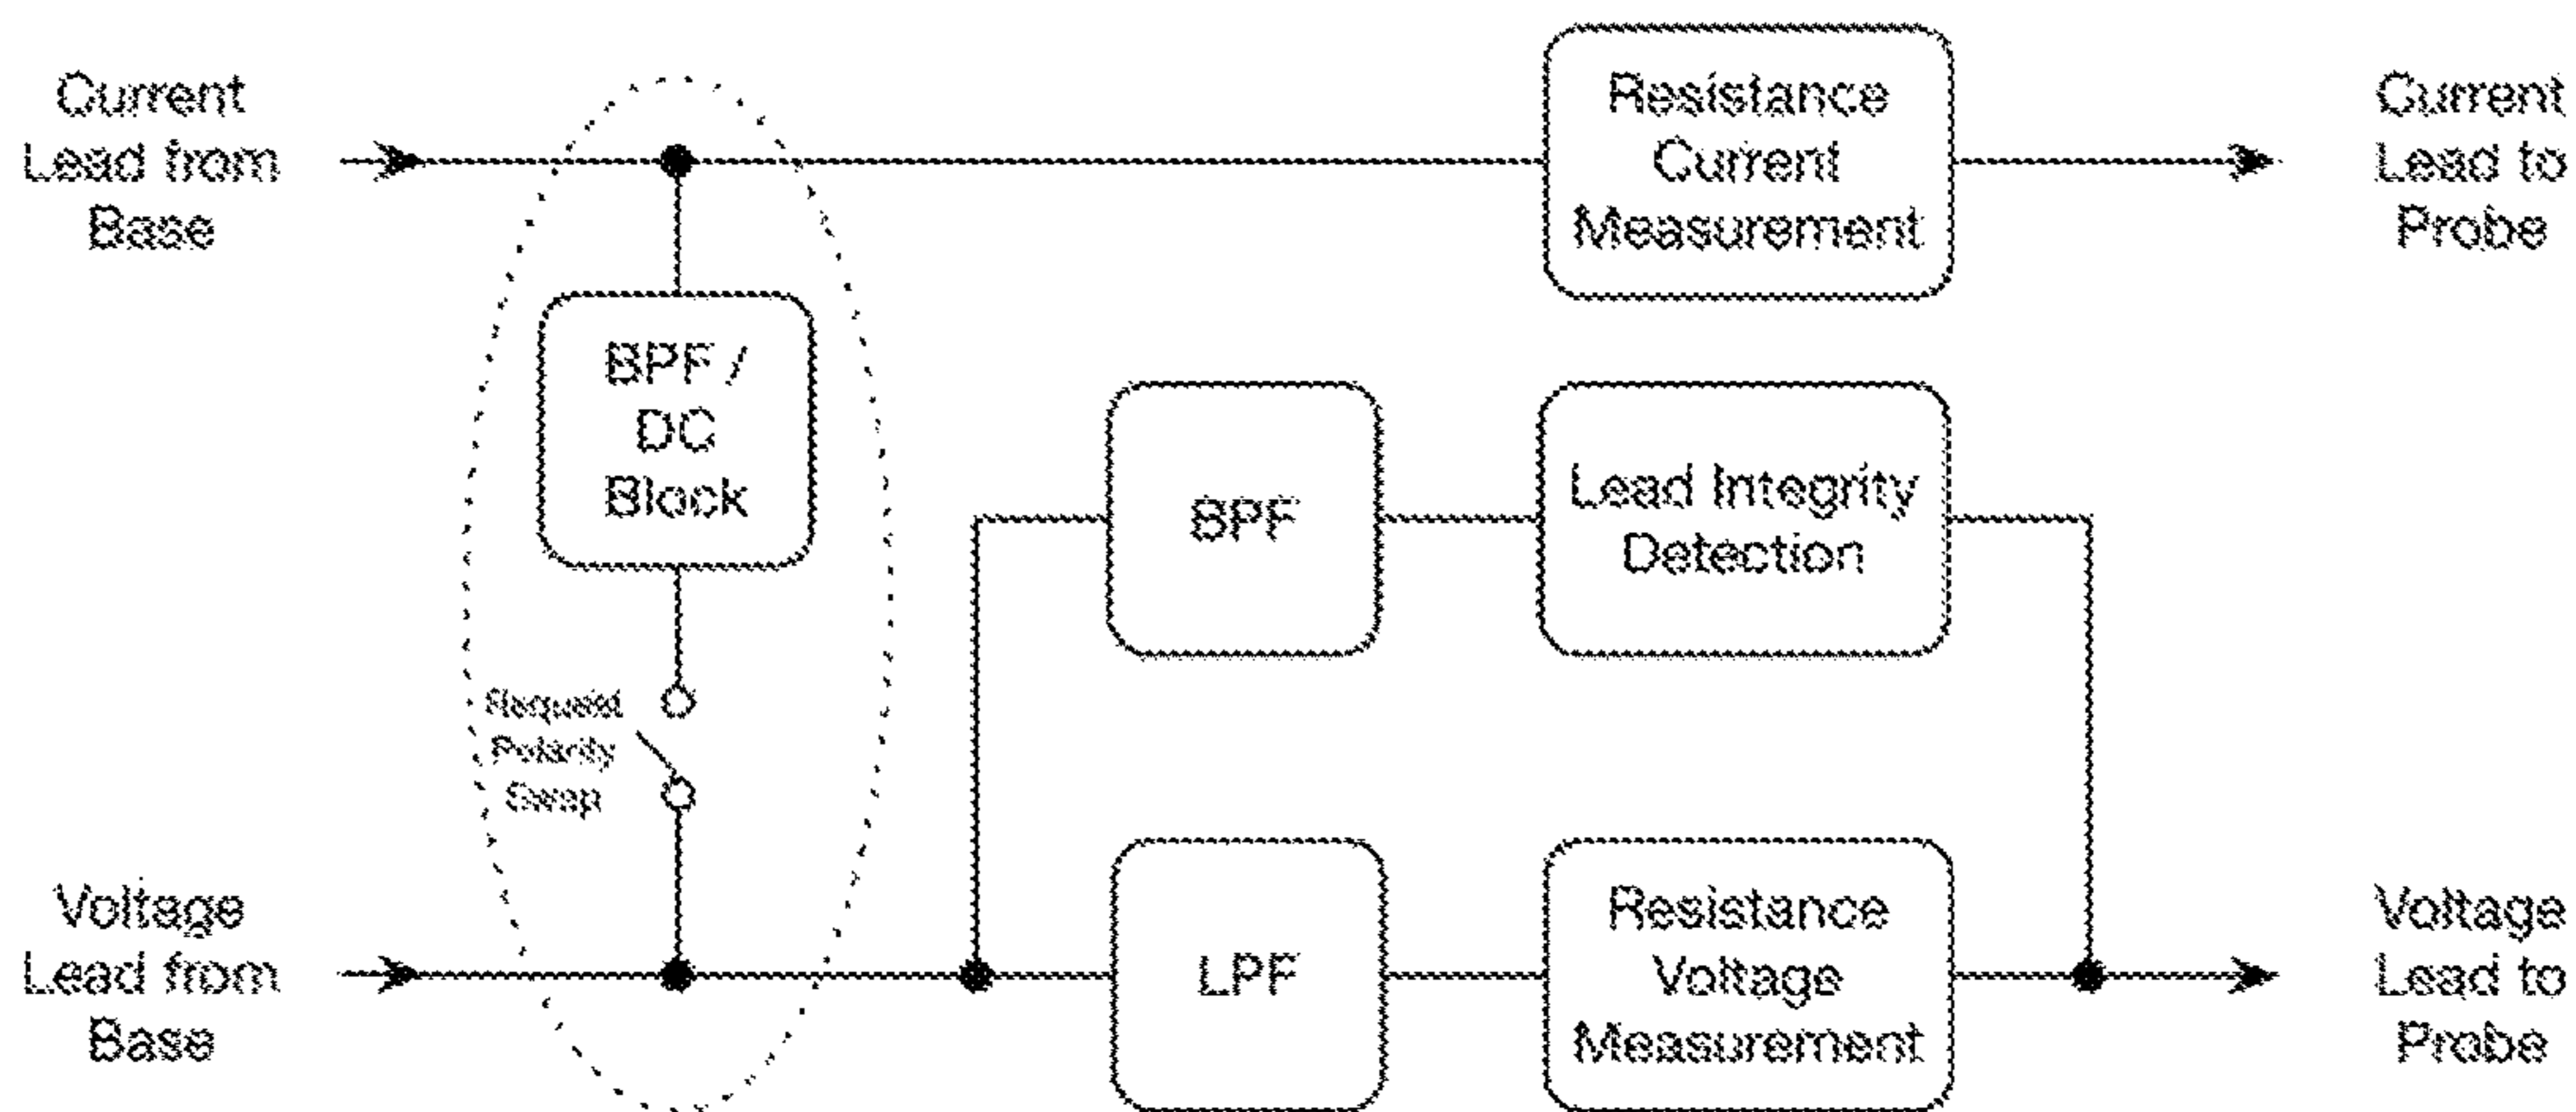 Current
Lead from
Base
Resistance
Current
Measurement
Current
Lead to
Probe
BPF /
DC
Block
BPF
Lead Integrity
Detection
Request
Polarity
Swap
Voltage
Lead from
Base
LPF
Resistance
Voltage
Measurement
Voltage
Lead to
Probe